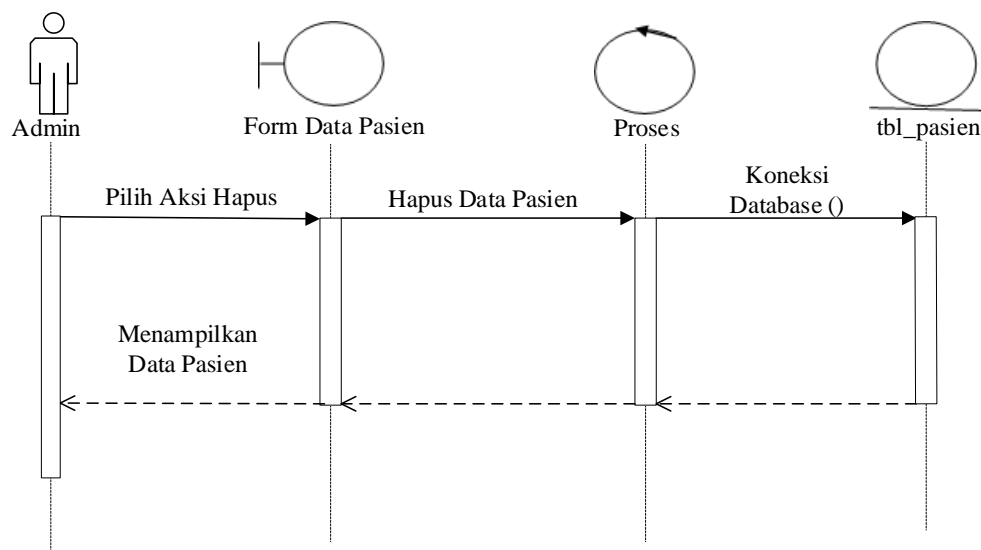 Admin
Form Data Pasien
Proses
tbl_pasien
Pilih Aksi Hapus
Hapus Data Pasien
Koneksi
Database ()
Menampilkan
Data Pasien